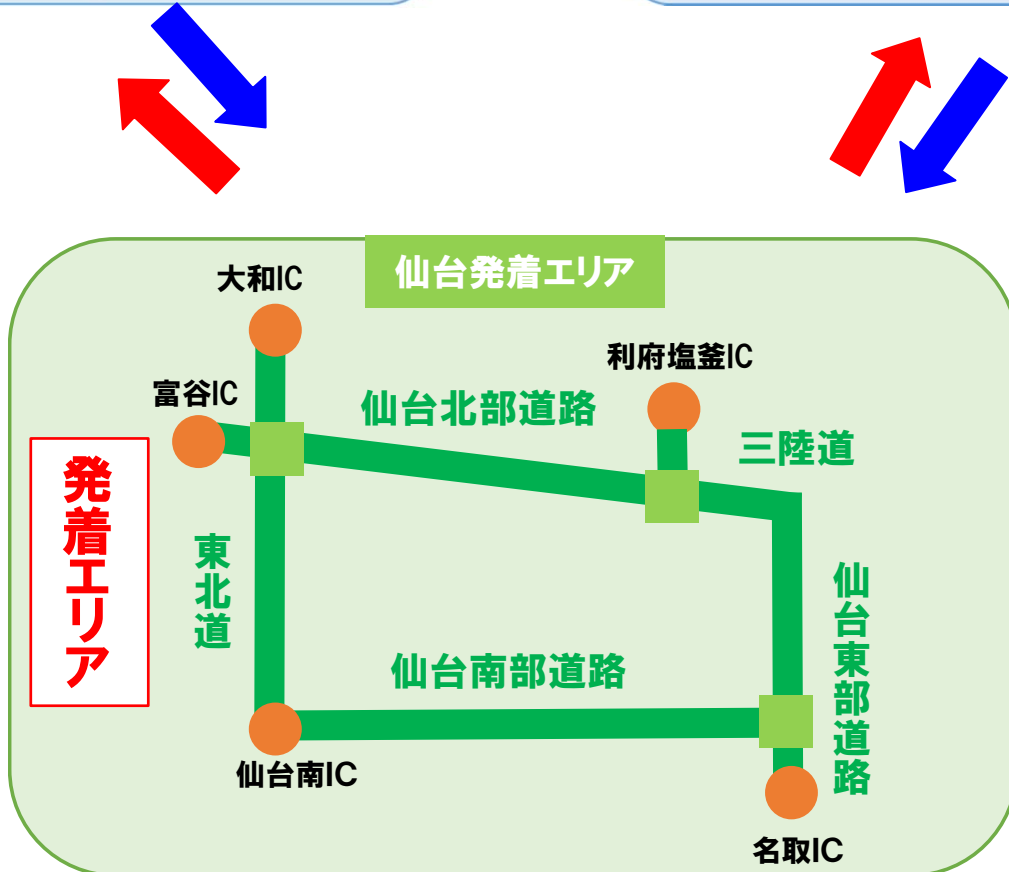 仙台発着エリア
大和IC
利府塩釜IC
富谷IC
仙台北部道路
三陸道
発着エリア
東北道
仙台東部道路
仙台南部道路
仙台南IC
名取IC